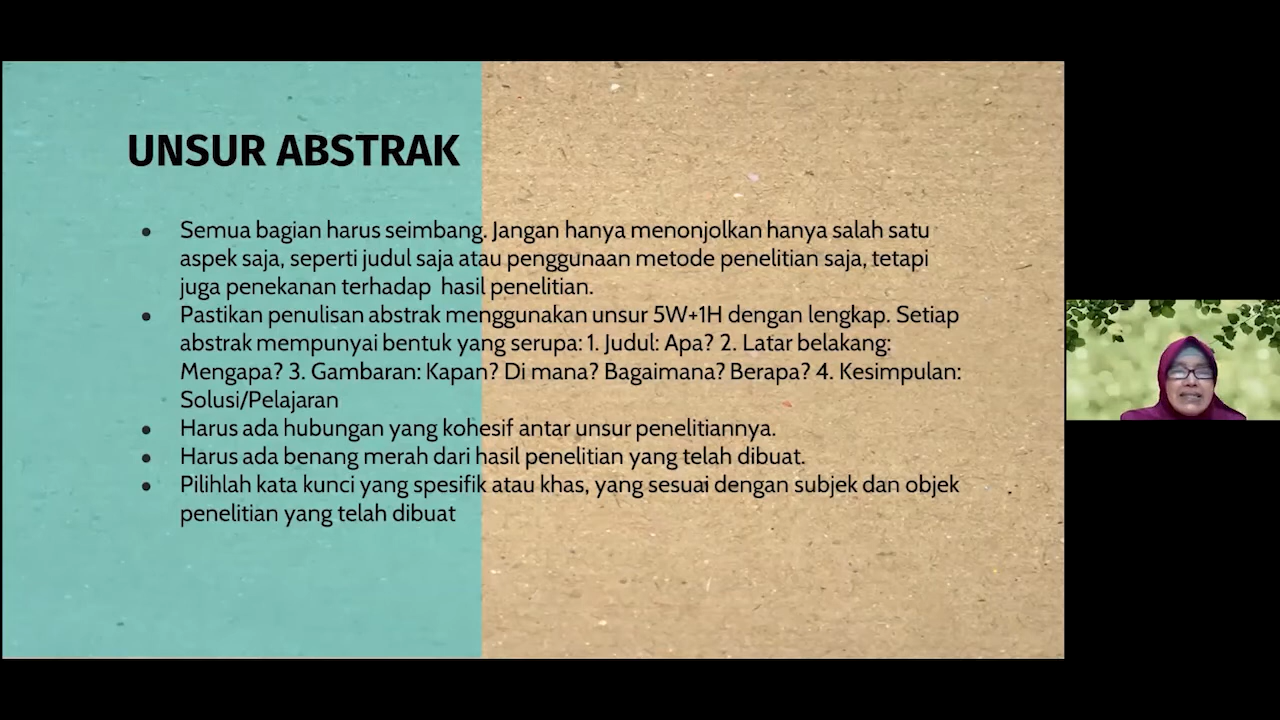 UNSUR ABSTRAK
● Semua bagian harus seimbang. Jangan hanya menonjolkan hanya salah satu
aspek saja, seperti judul saja atau penggunaan metode penelitian saja, tetapi
juga penekanan terhadap hasil penelitian.
● Pastikan penulisan abstrak menggunakan unsur 5W+1H dengan lengkap. Setiap
abstrak mempunyai bentuk yang serupa: 1. Judul: Apa? 2. Latar belakang:
Mengapa? 3. Gambaran: Kapan? Di mana? Bagaimana? Berapa? 4. Kesimpulan:
Solusi/Pelajaran
● Harus ada hubungan yang kohesif antar unsur penelitiannya.
● Harus ada benang merah dari hasil penelitian yang telah dibuat.
● Pilihlah kata kunci yang spesifik atau khas, yang sesuai dengan subjek dan objek
penelitian yang telah dibuat